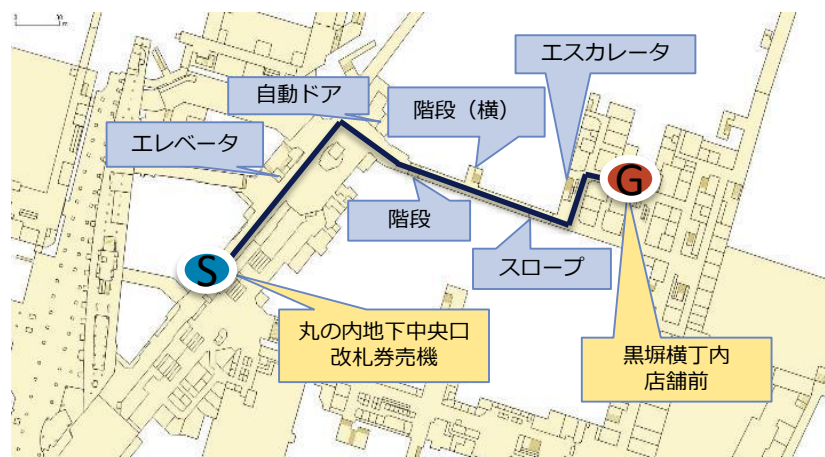 エスカレータ
自動ドア
階段（横）
エレベータ
階段
スロープ
S
G
丸の内地下中央口
改札券売機
黒塀横丁内
店舗前